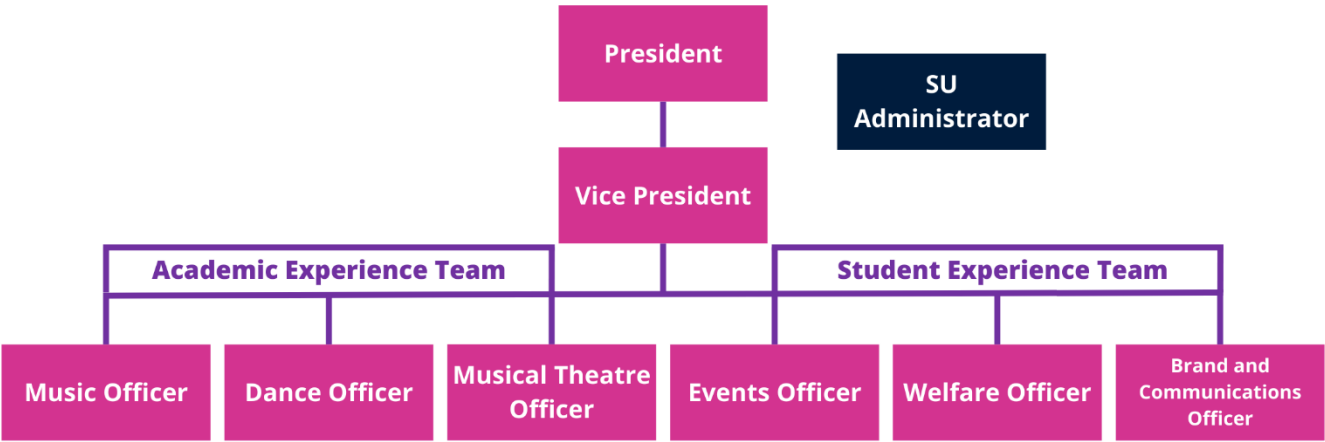 President
SU
Administrator
Vice President
Academic Experience Team
Student Experience Team
Music Officer
Dance Officer
Musical Theatre
Officer
Events Officer
Welfare Officer
Brand and
Communications
Officer